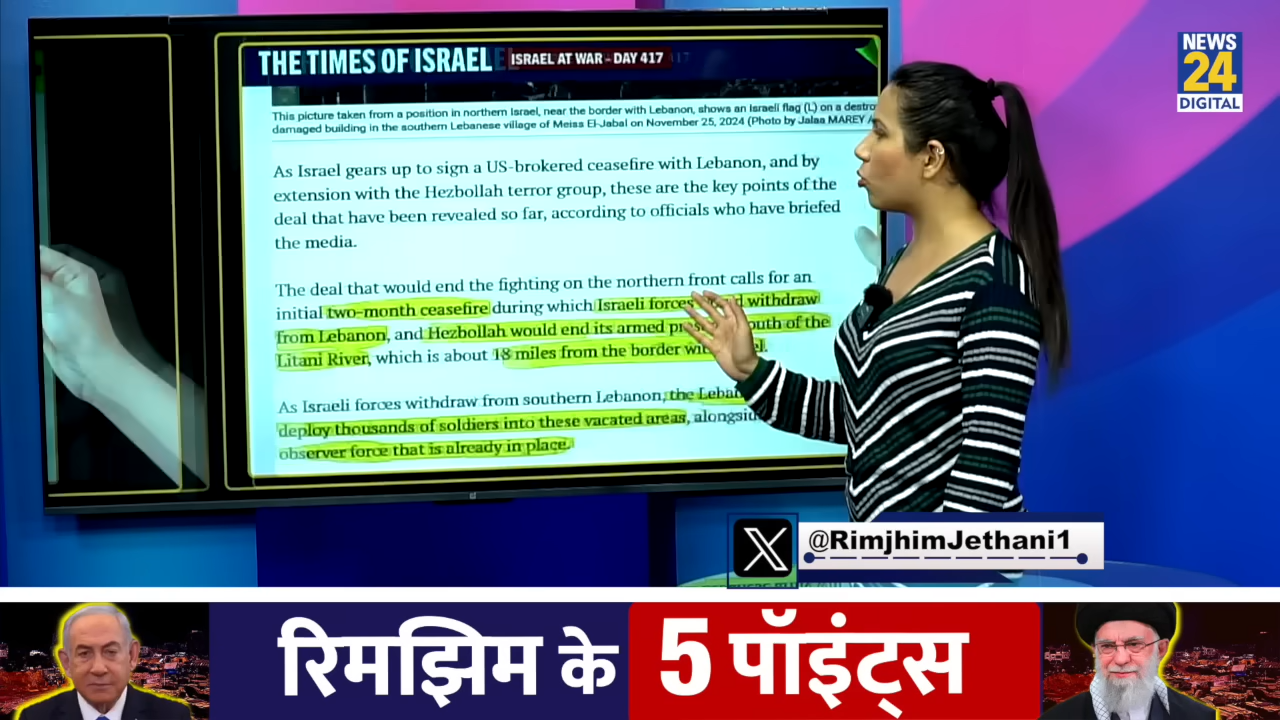 THE TIMES OF ISRAEL
ISRAEL AT WAR - DAY 417
NEWS
24
DIGITAL
This picture taken from a position in northern Israel, near the border with Lebanon, shows an Israeli flag (L) on a
damaged building in the southern Lebanese village of Meiss El-Jabal on November 25, 2024 (Photo by Jalaa MAREY
As Israel gears up to sign a US-brokered ceasefire with Lebanon, and by
extension with the Hezbollah terror group, these are the key points of the
deal that have been revealed so far, according to officials who have briefed
the media.
The deal that would end the fighting on the northern front calls for an
initial two-month ceasefire during which Israeli forces withdraw
from Lebanon, and Hezbollah would end its armed of the
Litani River, which is about 18 miles from the border
As Israeli forces withdraw from southern Lebanon, the
deploy thousands of soldiers into these vacated areas,
observer force that is already in place.
@RimjhimJethani1
रिमझिम के 5 पॉइंट्स